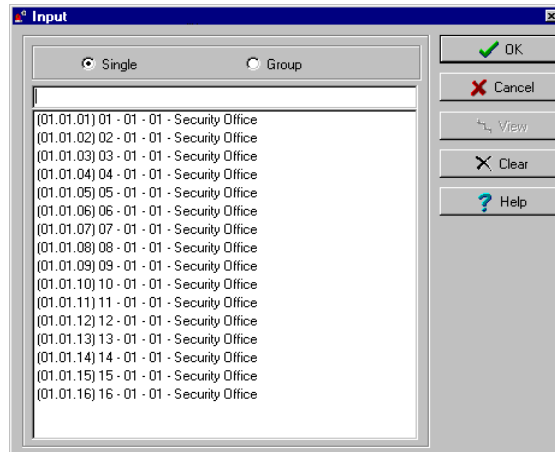 Input
Single Group
(01.01.01) 01 - 01 - 01 - Security Office
(01.01.02) 02 - 01 - 01 - Security Office
(01.01.03) 03 - 01 - 01 - Security Office
(01.01.04) 04 - 01 - 01 - Security Office
(01.01.05) 05 - 01 - 01 - Security Office
(01.01.06) 06 - 01 - 01 - Security Office
(01.01.07) 07 - 01 - 01 - Security Office
(01.01.08) 08 - 01 - 01 - Security Office
(01.01.09) 09 - 01 - 01 - Security Office
(01.01.10) 10 - 01 - 01 - Security Office
(01.01.11) 11 - 01 - 01 - Security Office
(01.01.12) 12 - 01 - 01 - Security Office
(01.01.13) 13 - 01 - 01 - Security Office
(01.01.14) 14 - 01 - 01 - Security Office
(01.01.15) 15 - 01 - 01 - Security Office
(01.01.16) 16 - 01 - 01 - Security Office
OK
Cancel
View
Clear
Help